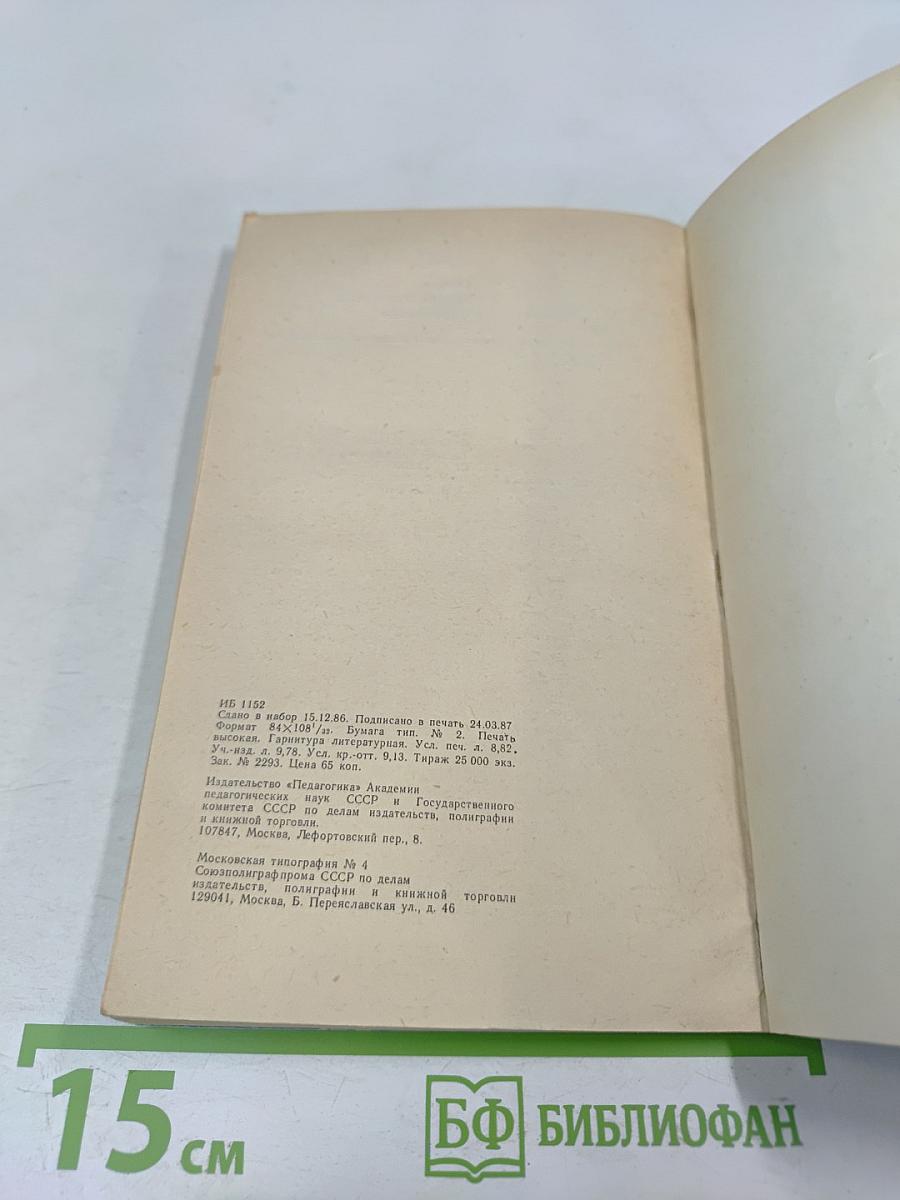 ИБ 1152
Сдано в набор 15.12.86. Подписано в печать 24.03.87
Формат 84×108¹/₃₂. Бумага тип. № 2. Печать
высокая. Гарнитура литературная. Усл. печ. л. 8,82.
Уч.-изд. л. 9,78. Усл. кр.-отт. 9,13. Тираж 25 000 экз.
Зак. № 2293. Цена 65 коп.
Издательство «Педагогика» Академии
педагогических наук СССР и Государственного
комитета СССР по делам издательств, полиграфии
и книжной торговли.
107847, Москва, Лефортовский пер., 8.
Московская типография № 4
Союзполиграфпрома СССР по делам
издательств, полиграфии и книжной торговли
129041, Москва, Б. Переяславская ул., д. 46
15 см
БФ БИБЛИОФАН